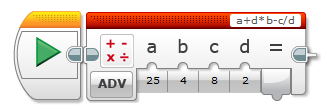 a+d*b-c/d
+ - × ÷ a b c d =
ADV 25 4 8 2